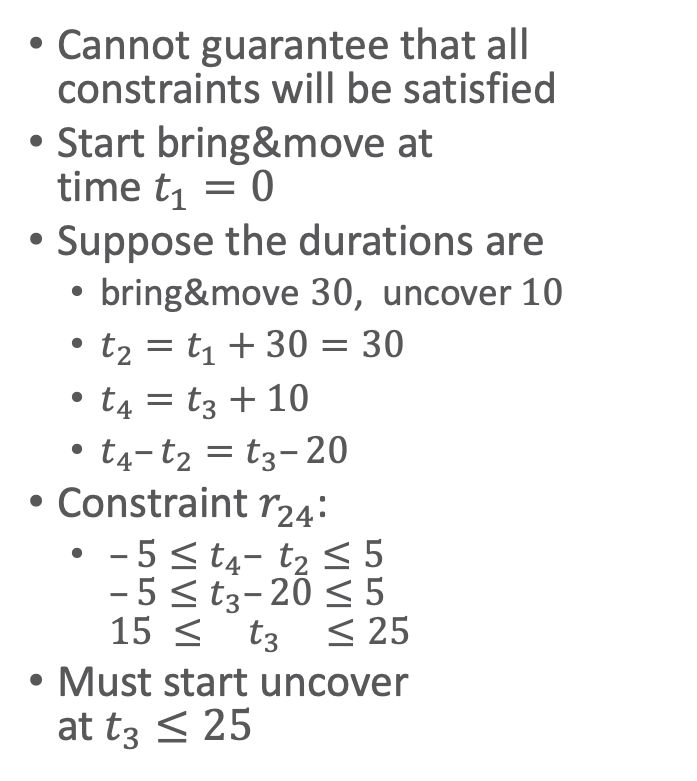 • Cannot guarantee that all
constraints will be satisfied
• Start bring&move at
time t₁ = 0
• Suppose the durations are
• bring&move 30, uncover 10
• t₂ = t₁ + 30 = 30
• t₄ = t₃ + 10
• t₄– t₂ = t₃– 20
• Constraint r₂₄:
• – 5 ≤ t₄– t₂ ≤ 5
– 5 ≤ t₃– 20 ≤ 5
15 ≤ t₃ ≤ 25
• Must start uncover
at t₃ ≤ 25